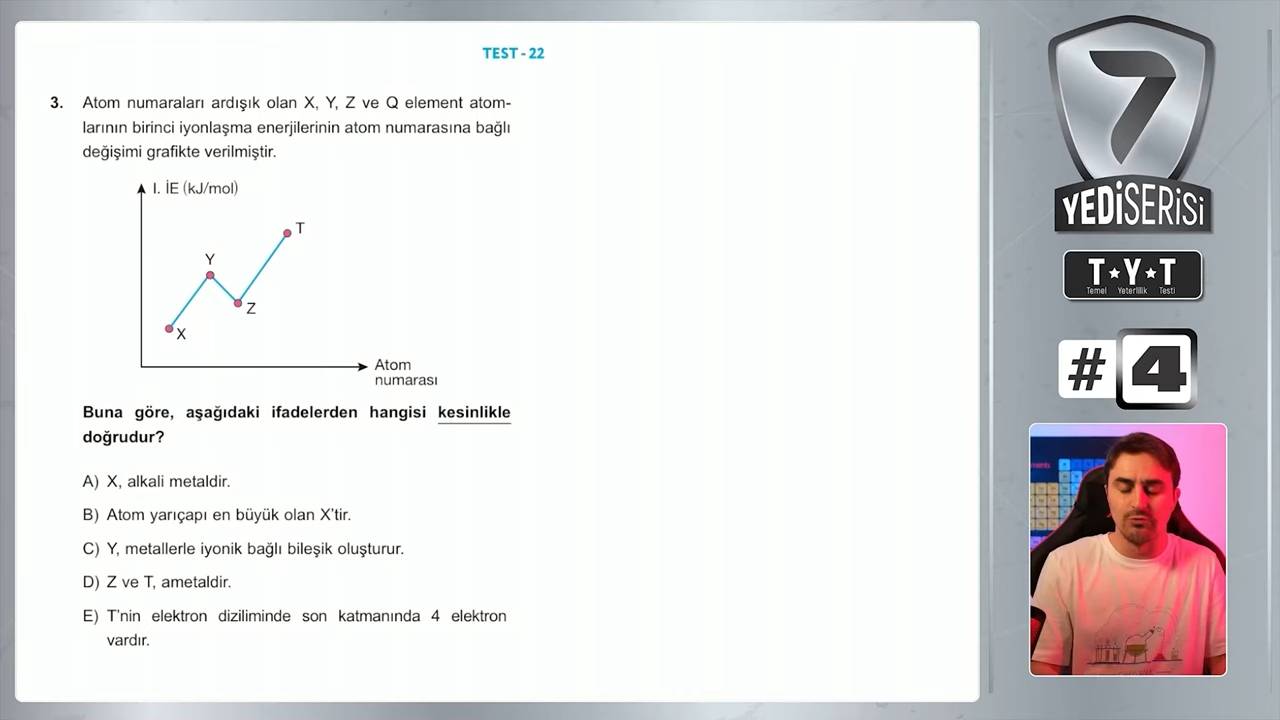 TEST - 22
3. Atom numaraları ardışık olan X, Y, Z ve Q element atom-
larının birinci iyonlaşma enerjilerinin atom numarasına bağlı
değişimi grafikte verilmiştir.
I. İE (kJ/mol)
T
Y
Z
X
Atom
numarası
Buna göre, aşağıdaki ifadelerden hangisi kesinlikle
doğrudur?
A) X, alkali metaldir.
B) Atom yarıçapı en büyük olan X'tir.
C) Y, metallerle iyonik bağlı bileşik oluşturur.
D) Z ve T, ametaldir.
E) T'nin elektron diziliminde son katmanında 4 elektron
vardır.
7
YEDİSERİSİ
T★Y★T
Temel Yeterlilik Testi
#4